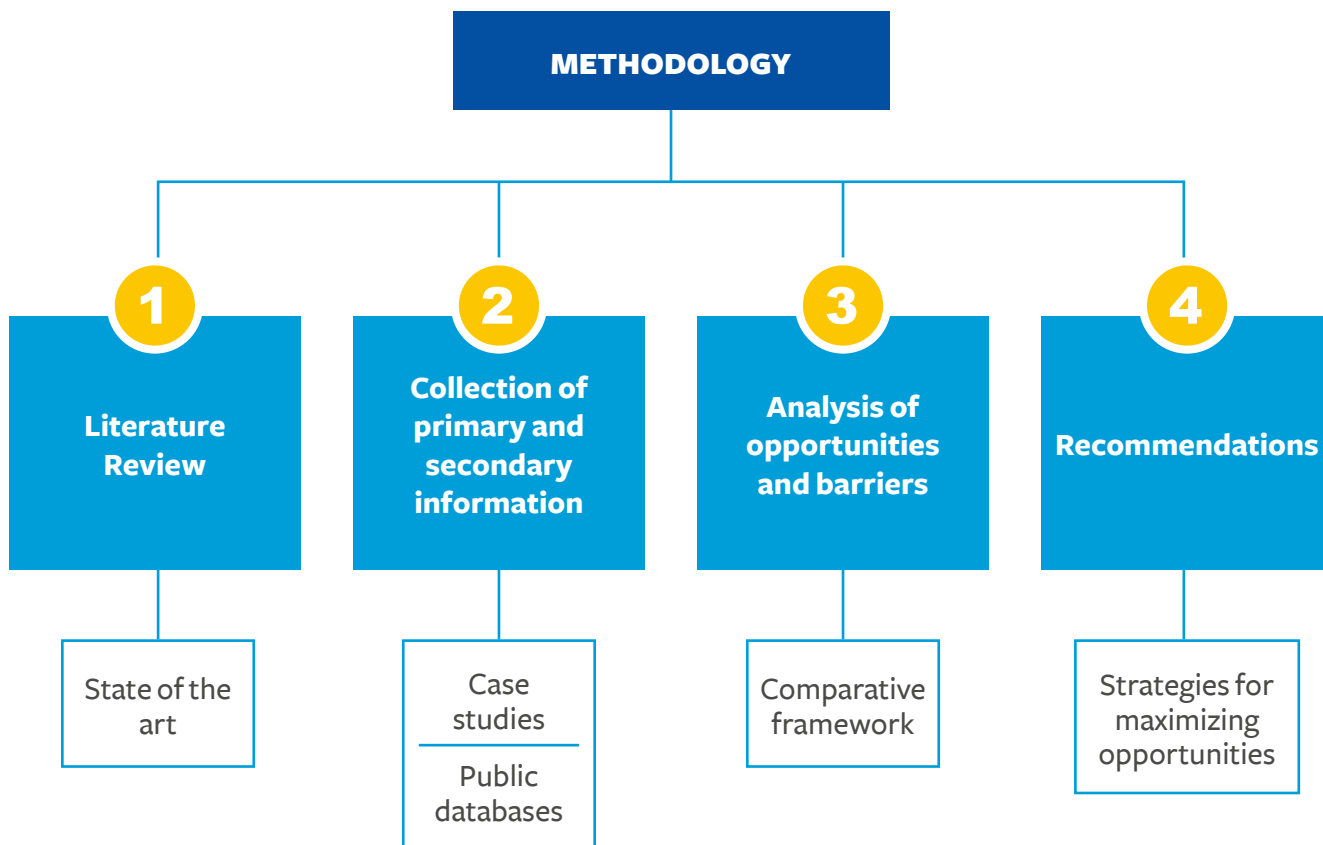 METHODOLOGY
1
Literature
Review
State of the
art
2
Collection of
primary and
secondary
information
Case
studies
Public
databases
3
Analysis of
opportunities
and barriers
Comparative
framework
4
Recommendations
Strategies for
maximizing
opportunities